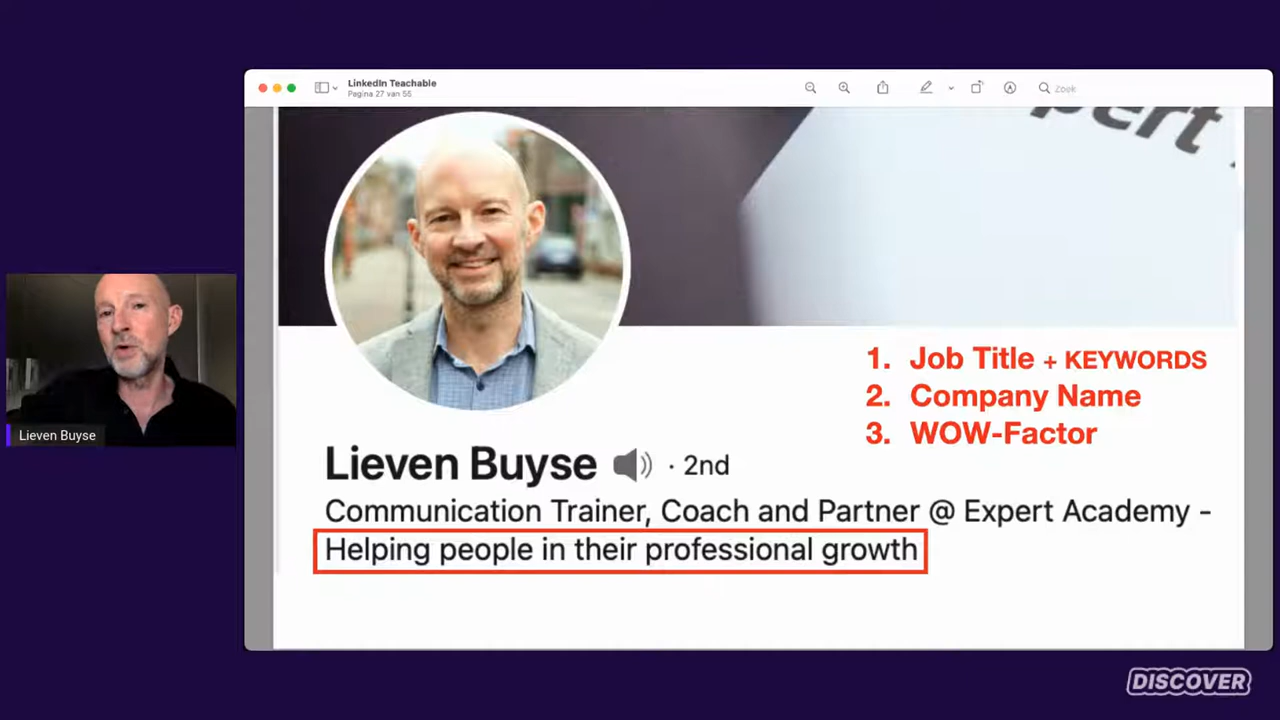 LinkedIn Teachable
Pagina 27 van 55
Zoek
pert
1. Job Title + KEYWORDS
2. Company Name
3. WOW-Factor
Lieven Buyse · 2nd
Communication Trainer, Coach and Partner @ Expert Academy -
Helping people in their professional growth
Lieven Buyse
DISCOVER